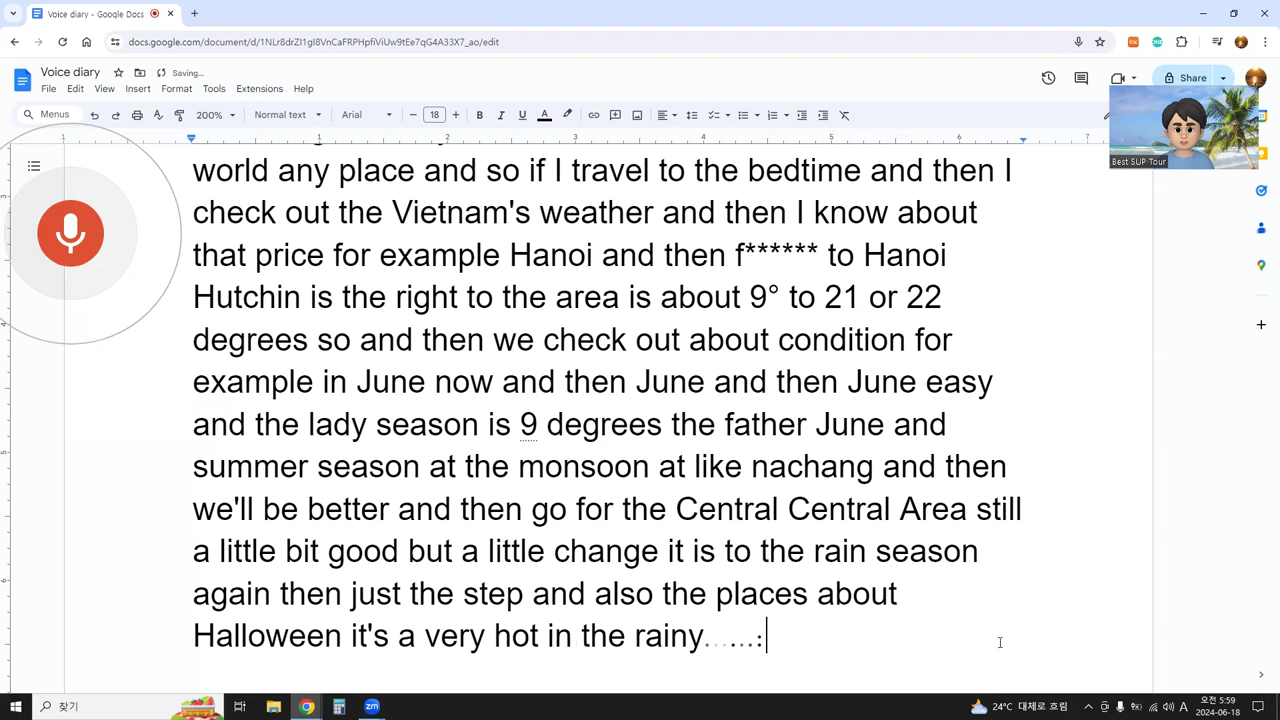 Voice diary - Google Docs
docs.google.com/document/d/1NLr8drZI1gI8VnCaFRPHpfiViUw9tEe7qG4A33X7_ao/edit
Voice diary
Saving...
File Edit View Insert Format Tools Extensions Help
Share
Menus
200%
Normal text
Arial
18
1 1 2 3 4 5 6 7
Best SUP Tour
world any place and so if I travel to the bedtime and then I
check out the Vietnam's weather and then I know about
that price for example Hanoi and then f****** to Hanoi
Hutchin is the right to the area is about 9° to 21 or 22
degrees so and then we check out about condition for
example in June now and then June and then June easy
and the lady season is 9 degrees the father June and
summer season at the monsoon at like nachang and then
we'll be better and then go for the Central Central Area still
a little bit good but a little change it is to the rain season
again then just the step and also the places about
Halloween it's a very hot in the rainy......:
찾기
zm
24°C 대체로 흐림
A
오전 5:59
2024-06-18